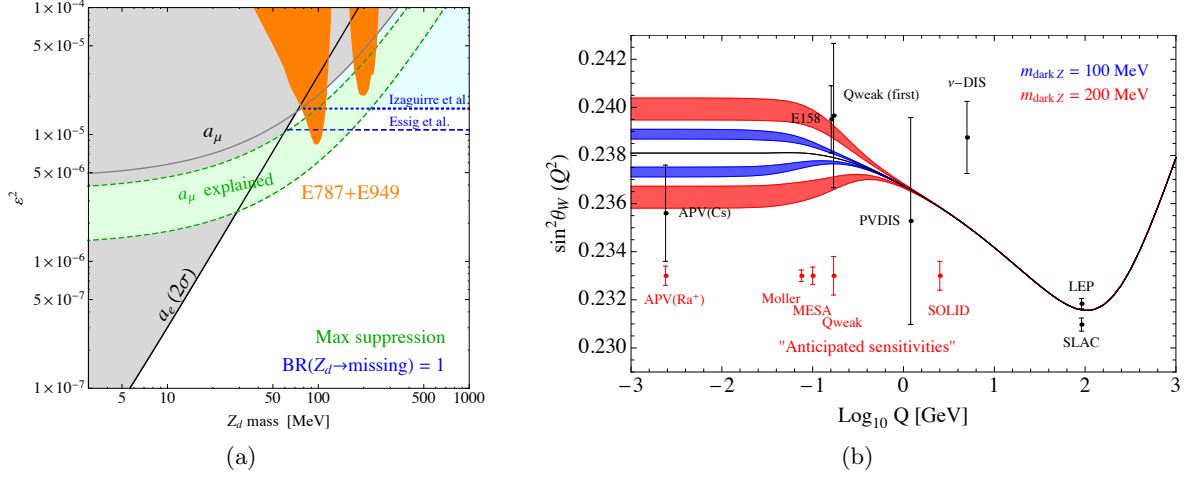 1×10⁻⁴
5×10⁻⁵
1×10⁻⁵
5×10⁻⁶
1×10⁻⁶
5×10⁻⁷
1×10⁻⁷
ε²
Izaguirre et al.
Essig et al.
aμ
aμ explained
E787+E949
ae (2σ)
Max suppression
BR(Zd→missing) = 1
5 10 50 100 500 1000
Zd mass [MeV]
(a)
0.242
0.240
0.238
0.236
0.234
0.232
0.230
sin²θW (Q²)
mdark Z = 100 MeV
mdark Z = 200 MeV
ν−DIS
Qweak (first)
E158
APV(Cs)
PVDIS
APV(Ra⁺)
Moller
MESA
Qweak
SOLID
LEP
SLAC
"Anticipated sensitivities"
−3 −2 −1 0 1 2 3
Log₁₀ Q [GeV]
(b)